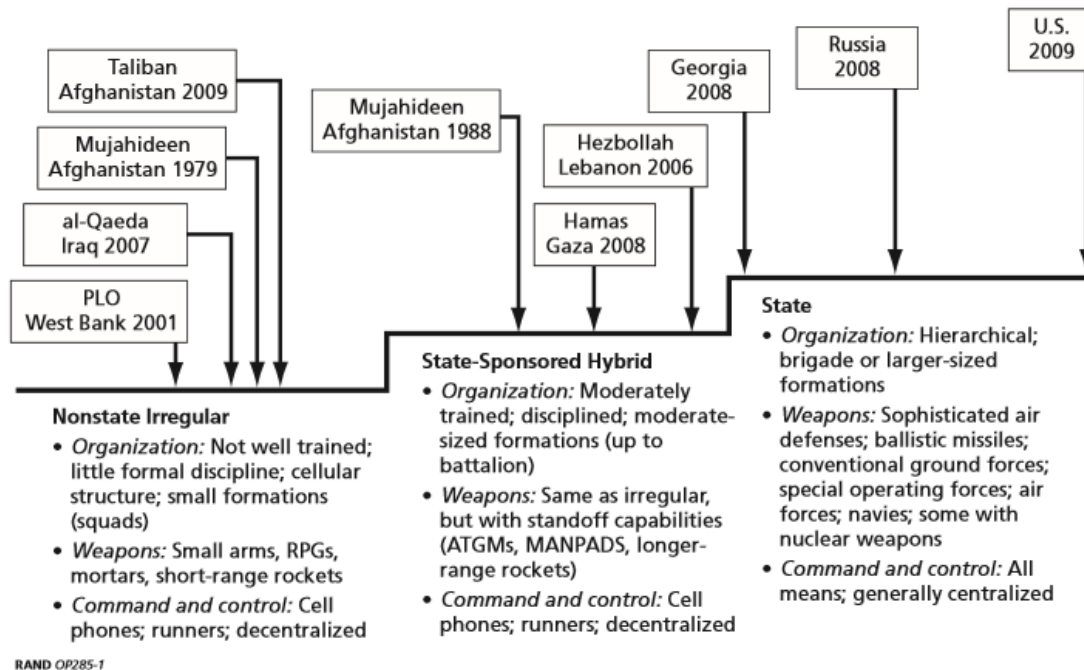 U.S.
2009
Russia
2008
Georgia
2008
Taliban
Afghanistan 2009
Mujahideen
Afghanistan 1988
Hezbollah
Lebanon 2006
Mujahideen
Afghanistan 1979
al-Qaeda
Iraq 2007
Hamas
Gaza 2008
PLO
West Bank 2001
Nonstate Irregular
• Organization: Not well trained;
little formal discipline; cellular
structure; small formations
(squads)
• Weapons: Small arms, RPGs,
mortars, short-range rockets
• Command and control: Cell
phones; runners; decentralized
State-Sponsored Hybrid
• Organization: Moderately
trained; disciplined; moderate-
sized formations (up to
battalion)
• Weapons: Same as irregular,
but with standoff capabilities
(ATGMs, MANPADS, longer-
range rockets)
• Command and control: Cell
phones; runners; decentralized
State
• Organization: Hierarchical;
brigade or larger-sized
formations
• Weapons: Sophisticated air
defenses; ballistic missiles;
conventional ground forces;
special operating forces; air
forces; navies; some with
nuclear weapons
• Command and control: All
means; generally centralized
RAND OP285-1